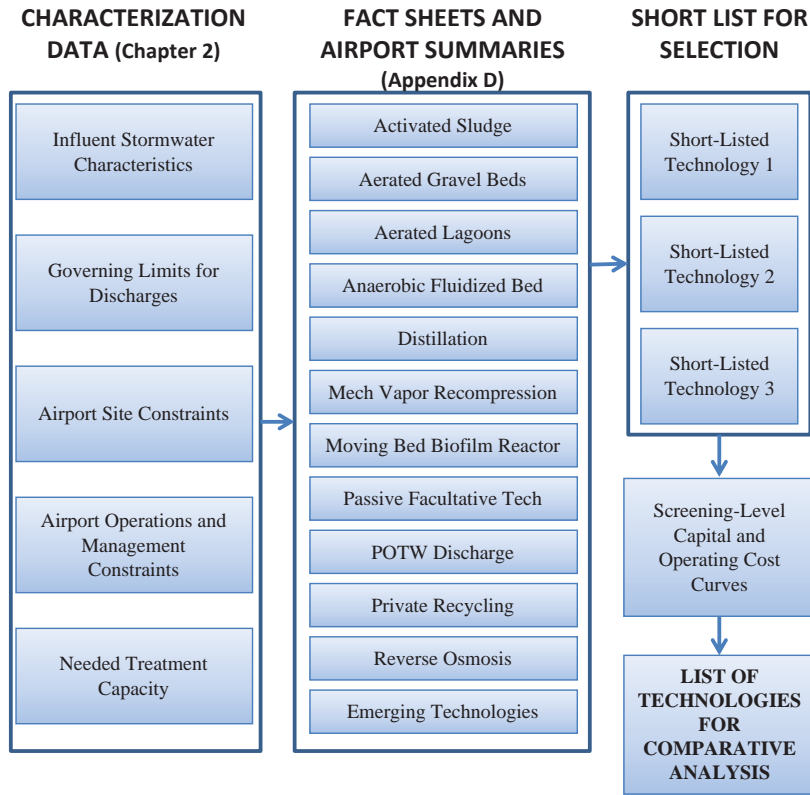 CHARACTERIZATION
DATA (Chapter 2)
Influent Stormwater
Characteristics
Governing Limits for
Discharges
Airport Site Constraints
Airport Operations and
Management
Constraints
Needed Treatment
Capacity
FACT SHEETS AND
AIRPORT SUMMARIES
(Appendix D)
Activated Sludge
Aerated Gravel Beds
Aerated Lagoons
Anaerobic Fluidized Bed
Distillation
Mech Vapor Recompression
Moving Bed Biofilm Reactor
Passive Facultative Tech
POTW Discharge
Private Recycling
Reverse Osmosis
Emerging Technologies
SHORT LIST FOR
SELECTION
Short-Listed
Technology 1
Short-Listed
Technology 2
Short-Listed
Technology 3
Screening-Level
Capital and
Operating Cost
Curves
LIST OF
TECHNOLOGIES
FOR
COMPARATIVE
ANALYSIS